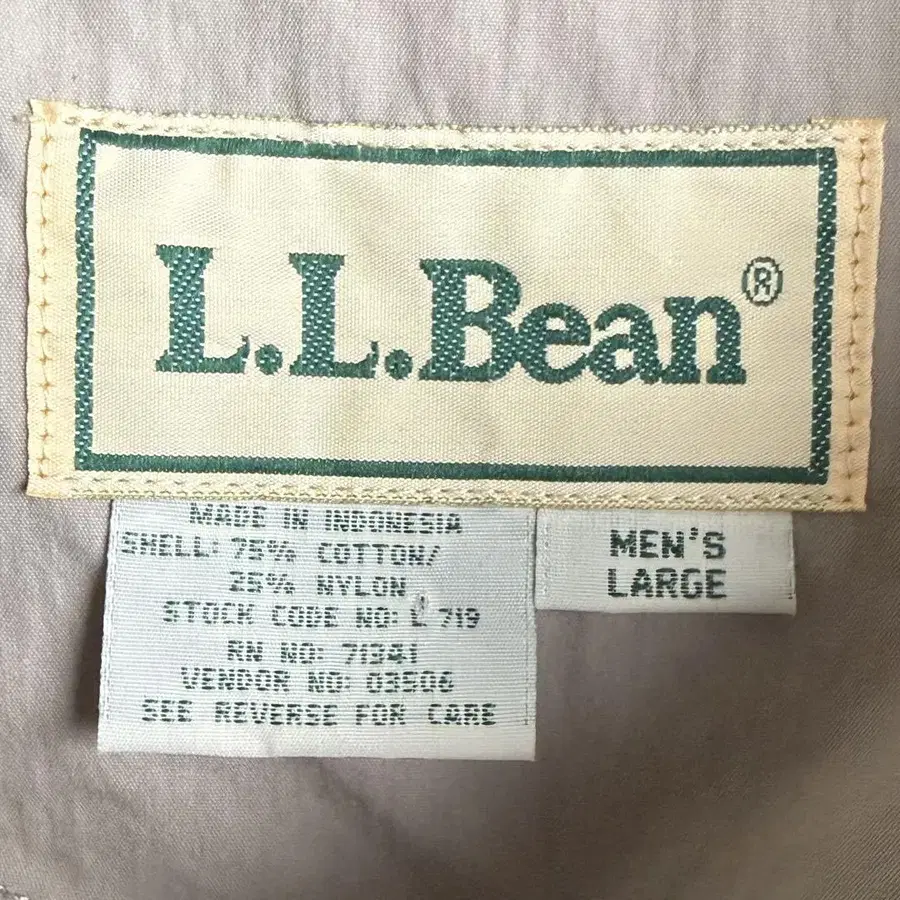 L.L.Bean®
MADE IN INDONESIA
SHELL: 75% COTTON/
25% NYLON
STOCK CODE NO: L 719
RN NO: 71341
VENDOR NO: 03506
SEE REVERSE FOR CARE
MEN'S
LARGE